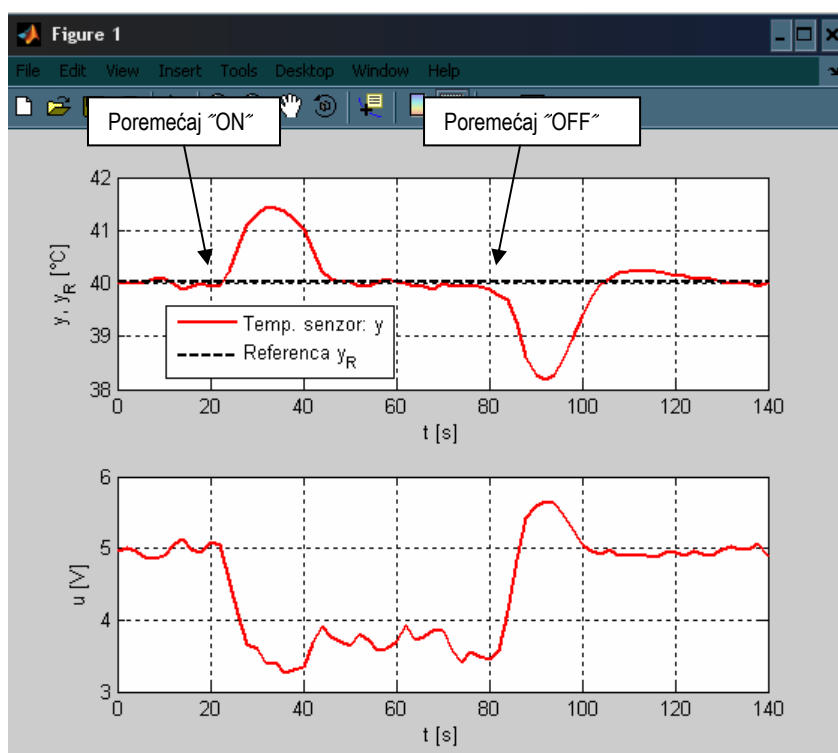 Figure 1
File Edit View Insert Tools Desktop Window Help
Poremećaj ˝ON˝
Poremećaj ˝OFF˝
42
41
40
39
38
y, yR [°C]
Temp. senzor: y
Referenca yR
0 20 40 60 80 100 120 140
t [s]
6
5
4
3
u [V]
0 20 40 60 80 100 120 140
t [s]